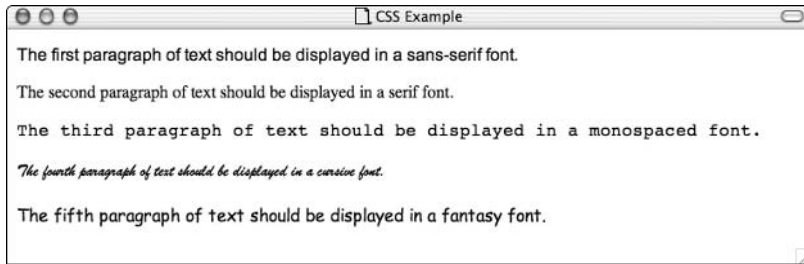 CSS Example
The first paragraph of text should be displayed in a sans-serif font.
The second paragraph of text should be displayed in a serif font.
The third paragraph of text should be displayed in a monospaced font.
The fourth paragraph of text should be displayed in a cursive font.
The fifth paragraph of text should be displayed in a fantasy font.